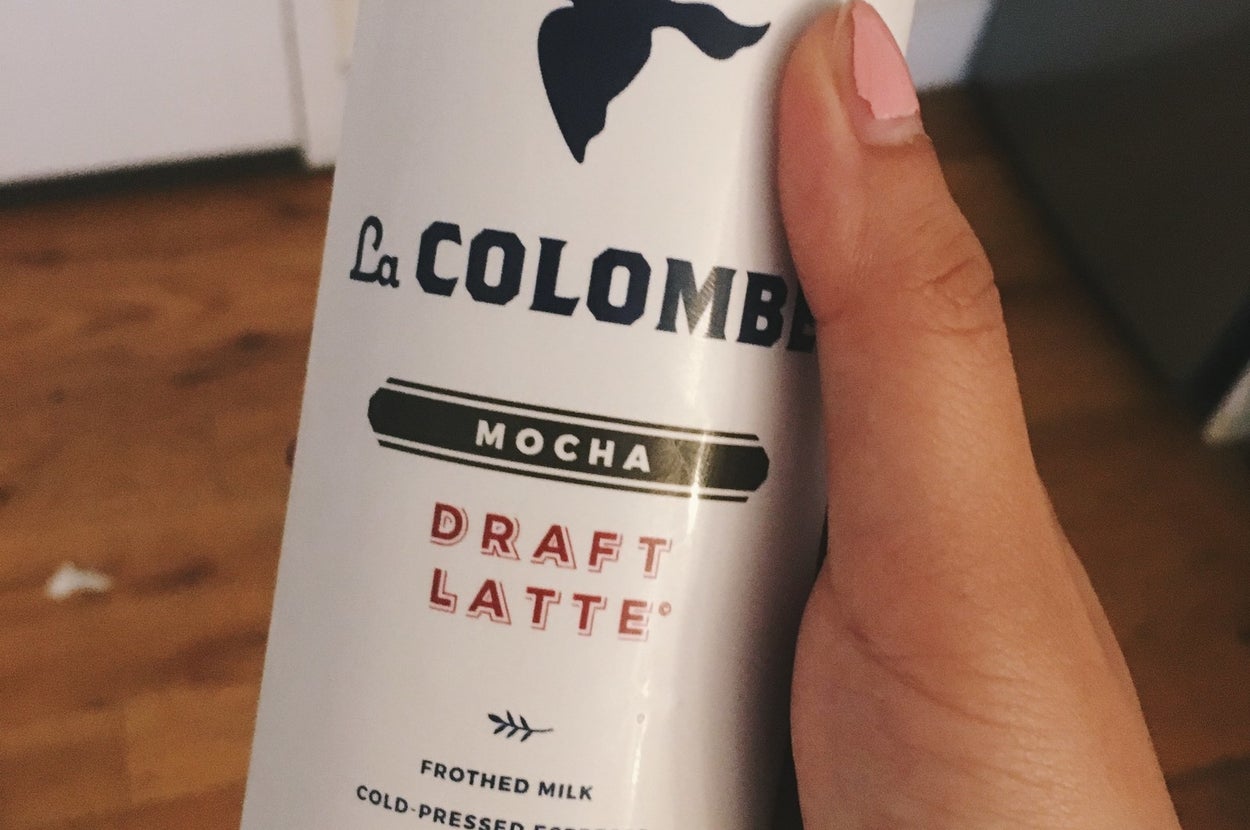 La COLOMBE
MOCHA
DRAFT
LATTE©
FROTHED MILK
COLD-PRESSED